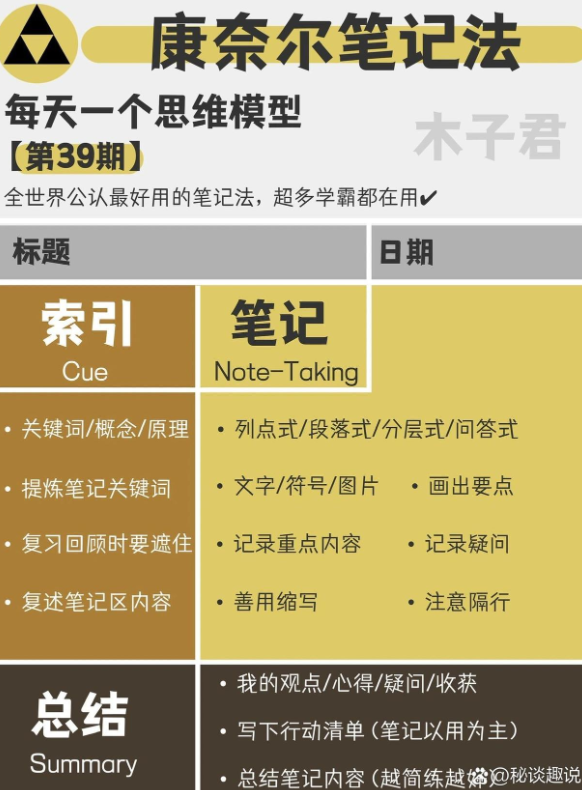 康奈尔笔记法
每天一个思维模型
【第39期】
木子君
全世界公认最好用的笔记法，超多学霸都在用✔
标题
日期
索引
Cue
笔记
Note-Taking
• 关键词/概念/原理
• 提炼笔记关键词
• 复习回顾时要遮住
• 复述笔记区内容
• 列点式/段落式/分层式/问答式
• 文字/符号/图片 • 画出要点
• 记录重点内容 • 记录疑问
• 善用缩写 • 注意隔行
总结
Summary
• 我的观点/心得/疑问/收获
• 写下行动清单（笔记以用为主）
• 总结笔记内容（越简练越
@秘谈趣说